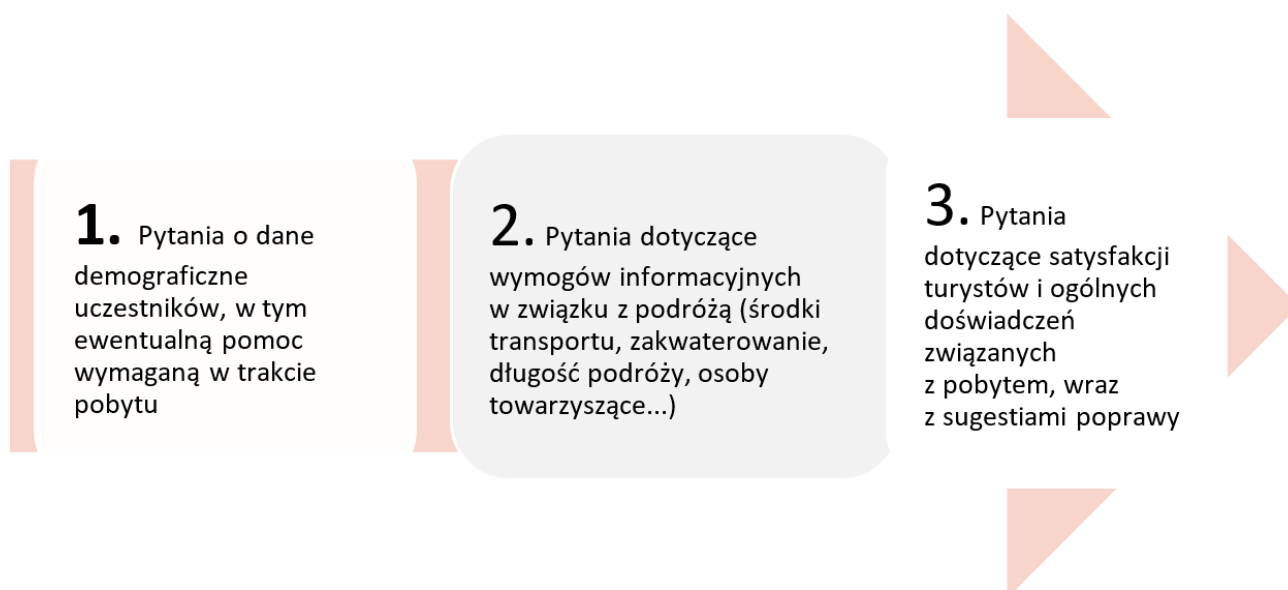 1. Pytania o dane
demograficzne
uczestników, w tym
ewentualną pomoc
wymaganą w trakcie
pobytu
2. Pytania dotyczące
wymogów informacyjnych
w związku z podróżą (środki
transportu, zakwaterowanie,
długość podróży, osoby
towarzyszące...)
3. Pytania
dotyczące satysfakcji
turystów i ogólnych
doświadczeń
związanych
z pobytem, wraz
z sugestiami poprawy